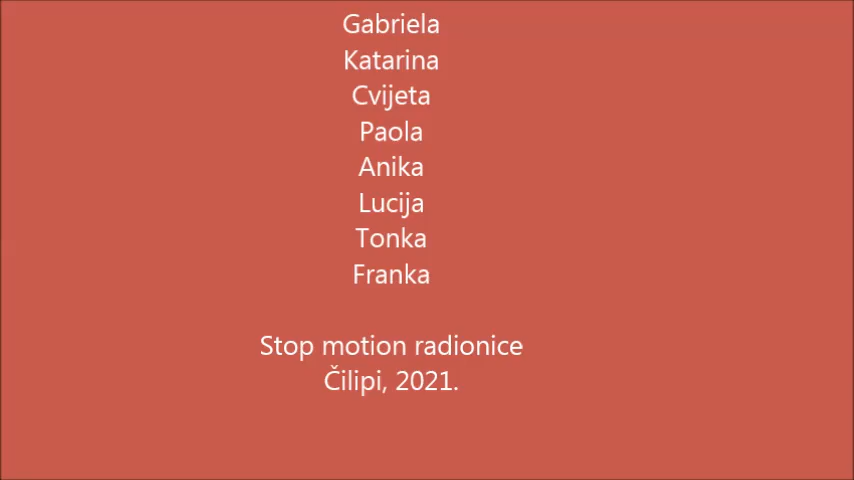 Gabriela
Katarina
Cvijeta
Paola
Anika
Lucija
Tonka
Franka
Stop motion radionice
Čilipi, 2021.